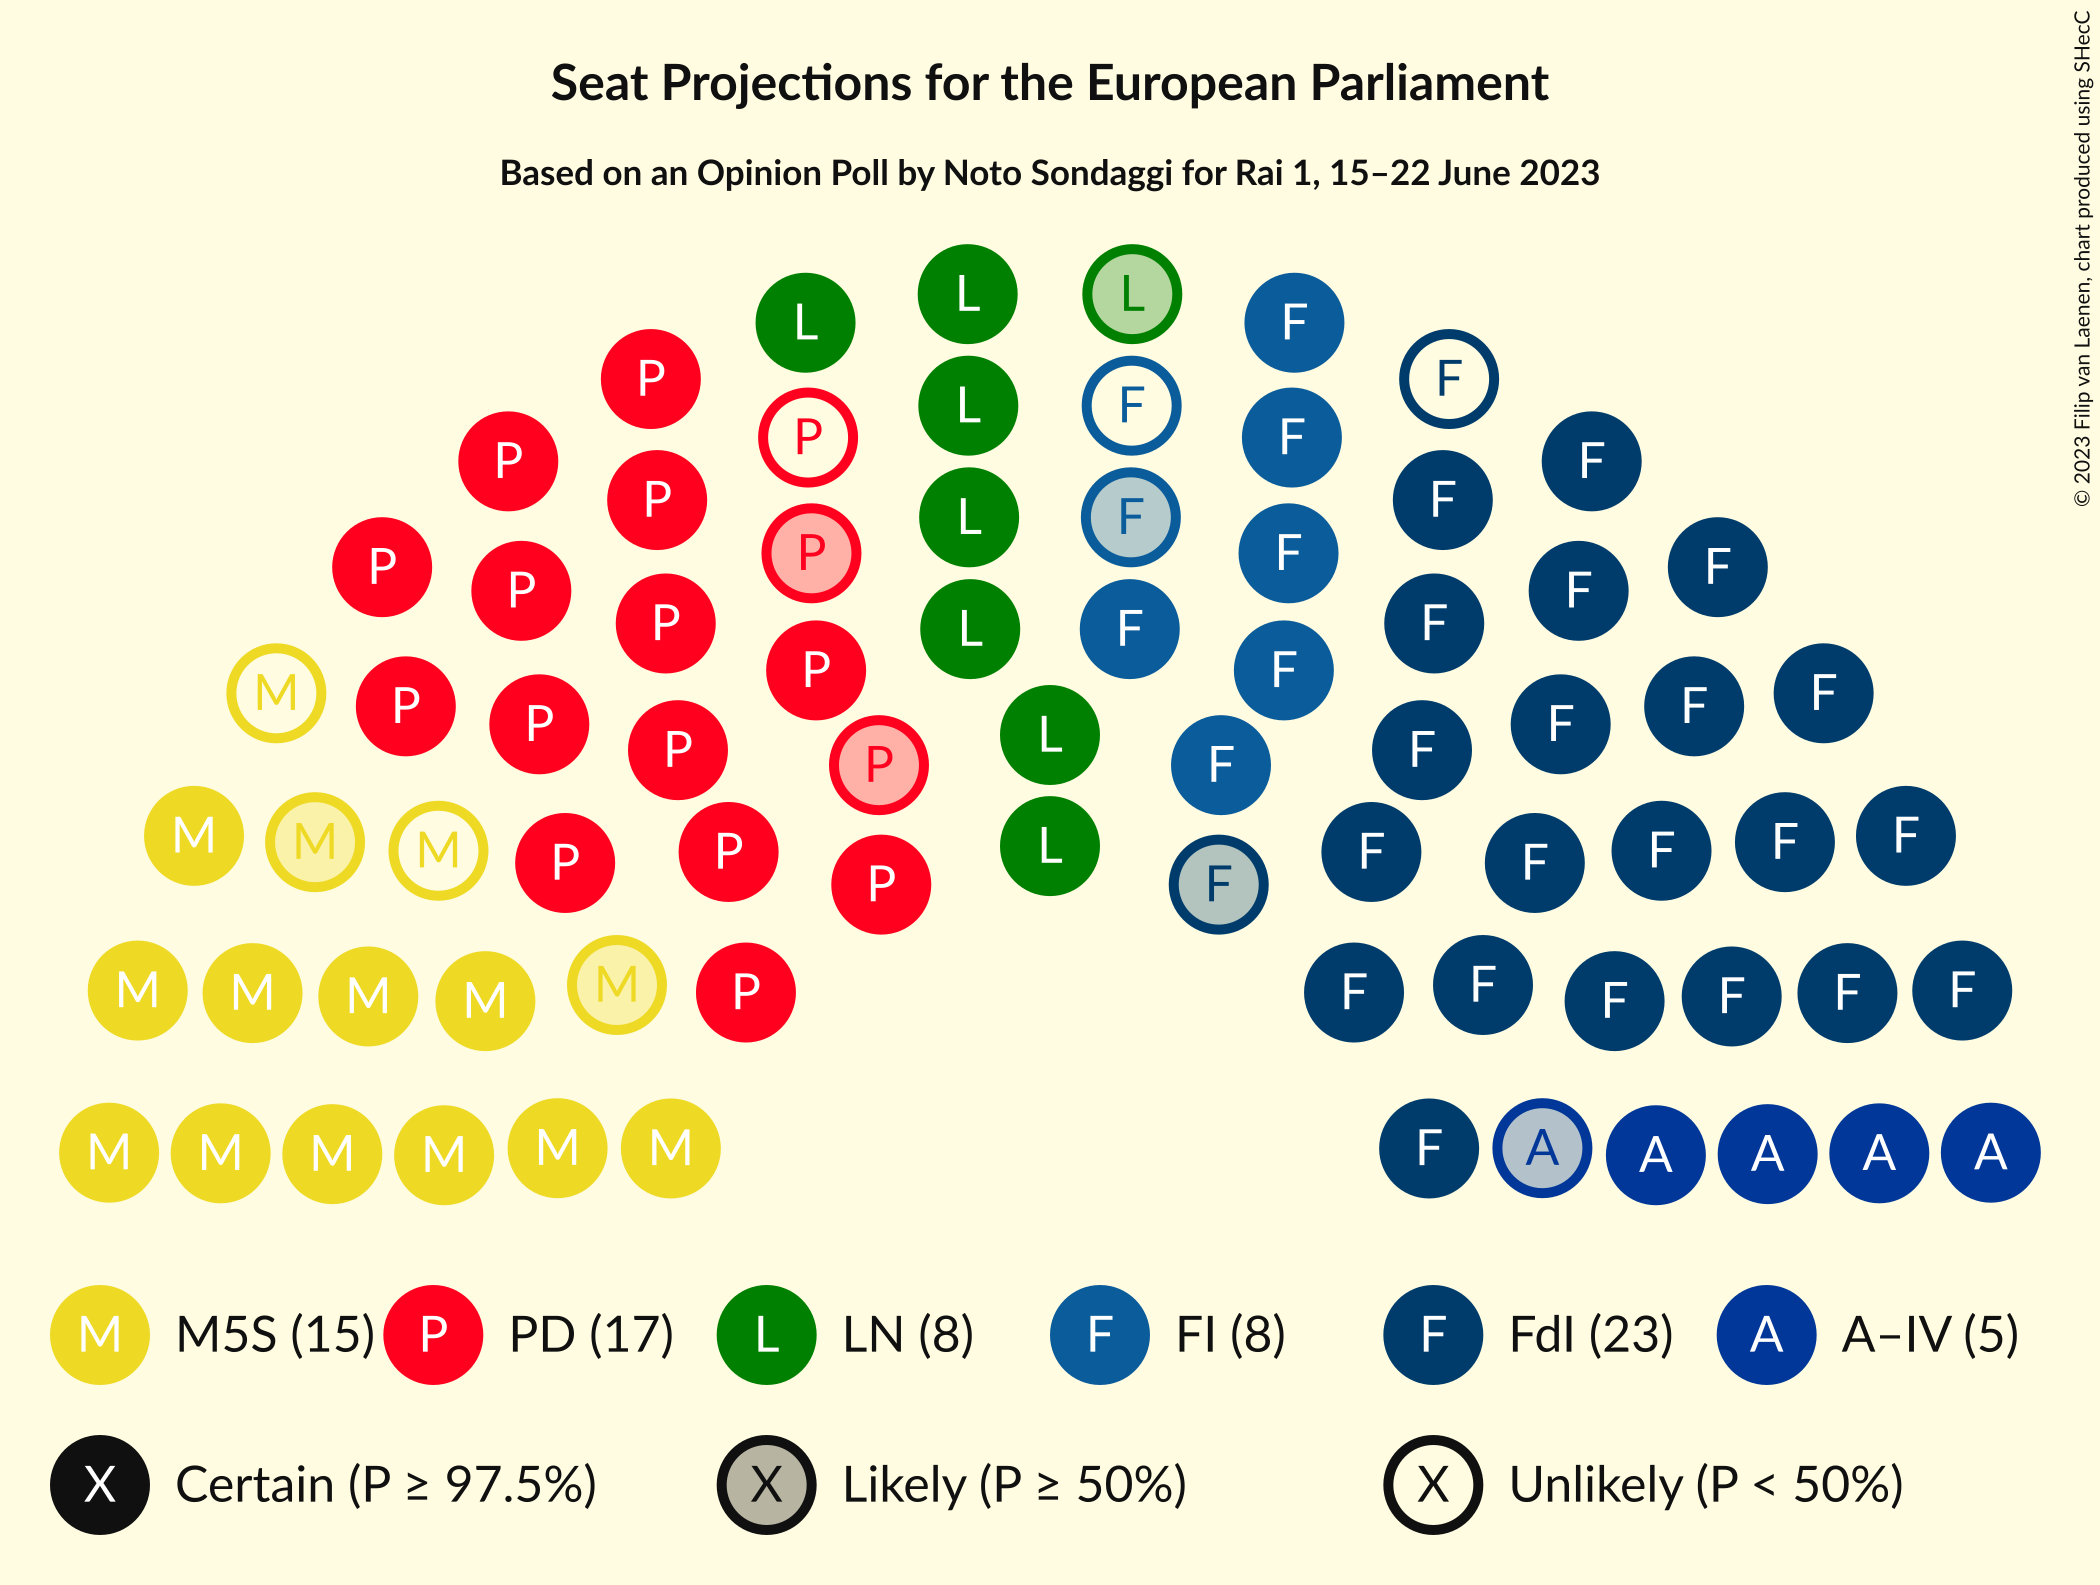 Seat Projections for the European Parliament
Based on an Opinion Poll by Noto Sondaggi for Rai 1, 15–22 June 2023
© 2023 Filip van Laenen, chart produced using SHecC
L L
L F
P F
L F
P P F F
P F
P F
P L F F
P P F F
P L F F
P P F F
M P P P F F F F
P P L F F
M M M P P L F F F F F F
P F
M M M M M P F F F F F F
M M M M M M F A A A A A
M M5S (15) P PD (17) L LN (8) F FI (8) F FdI (23) A A–IV (5)
X Certain (P ≥ 97.5%) X Likely (P ≥ 50%) X Unlikely (P < 50%)